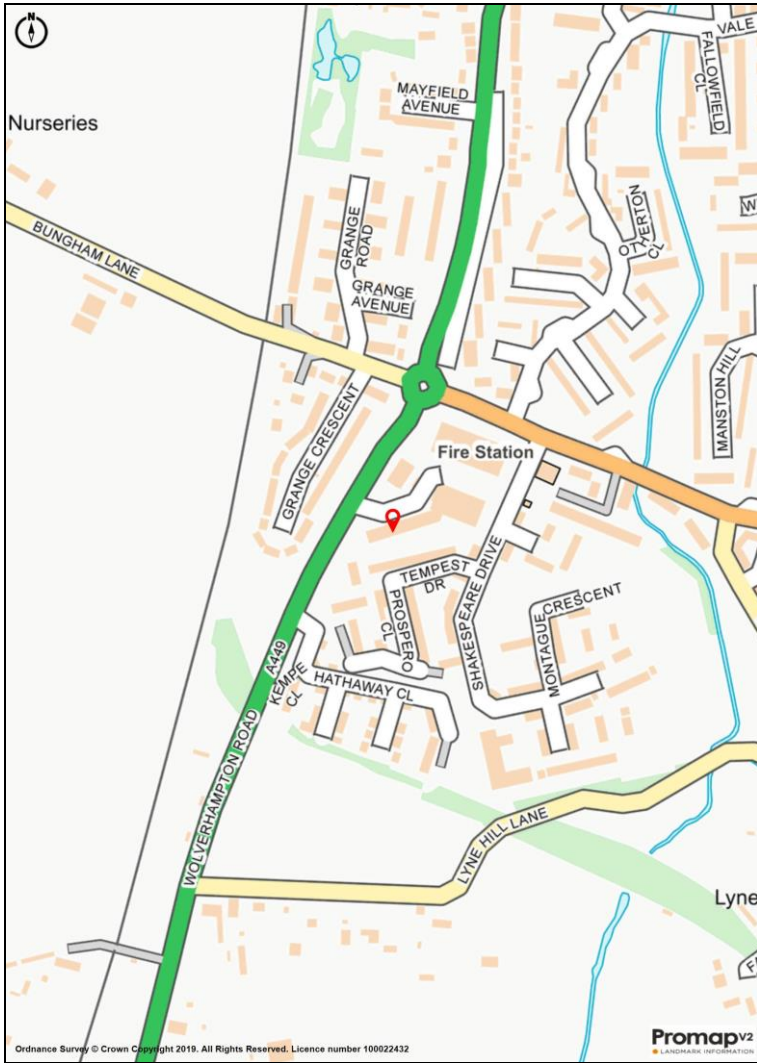 N
VALE
FALLOWFIELD
CL
MAYFIELD
AVENUE
Nurseries
W
OLVERTON
CL
GRANGE
ROAD
BUNGHAM LANE
GRANGE
AVENUE
MANSTON HILL
GRANGE CRESCENT
Fire Station
TEMPEST
DR
PROSPERO
CL
SHAKESPEARE DRIVE
MONTAGUE
CRESCENT
A449
KEMPE
CL
HATHAWAY CL
WOLVERHAMPTON ROAD
LYNE HILL LANE
Lyne
Ordnance Survey © Crown Copyright 2019. All Rights Reserved. Licence number 100022432
Promap V2
LANDMARK INFORMATION